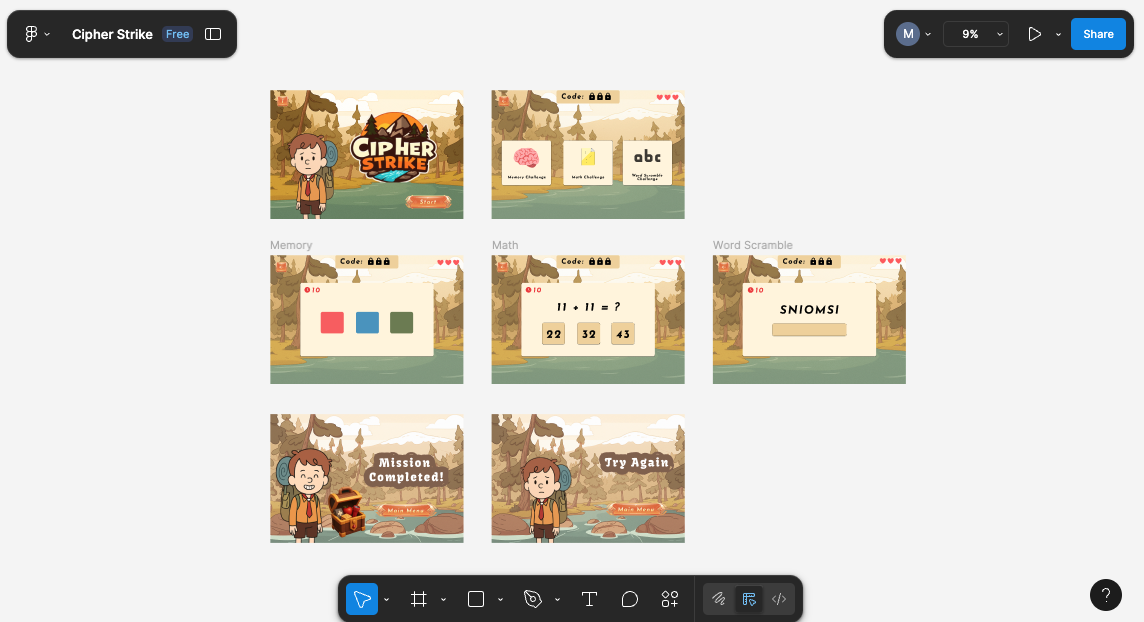 Cipher Strike Free
M
9%
Share
CIPHER
STRIKE
Start
Code:
Memory Challenge
Math Challenge
abc
Word Scramble
Challenge
Memory
Code:
10
Math
Code:
10
11 + 11 = ?
22 32 43
Word Scramble
Code:
10
SNIOMSI
Mission
Completed!
Main Menu
Try Again
Main Menu
T
</>
?